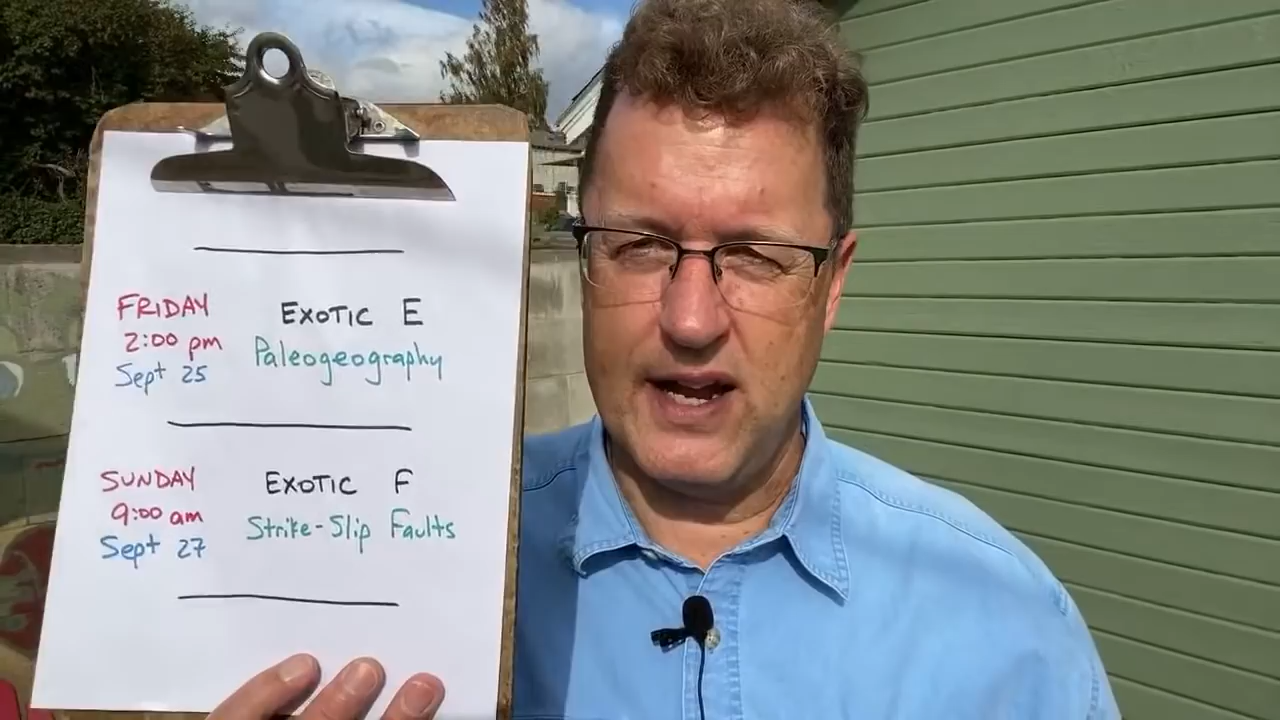 FRIDAY
2:00 pm
Sept 25
EXOTIC E
Paleogeography
SUNDAY
9:00 am
Sept 27
EXOTIC F
Strike-Slip Faults